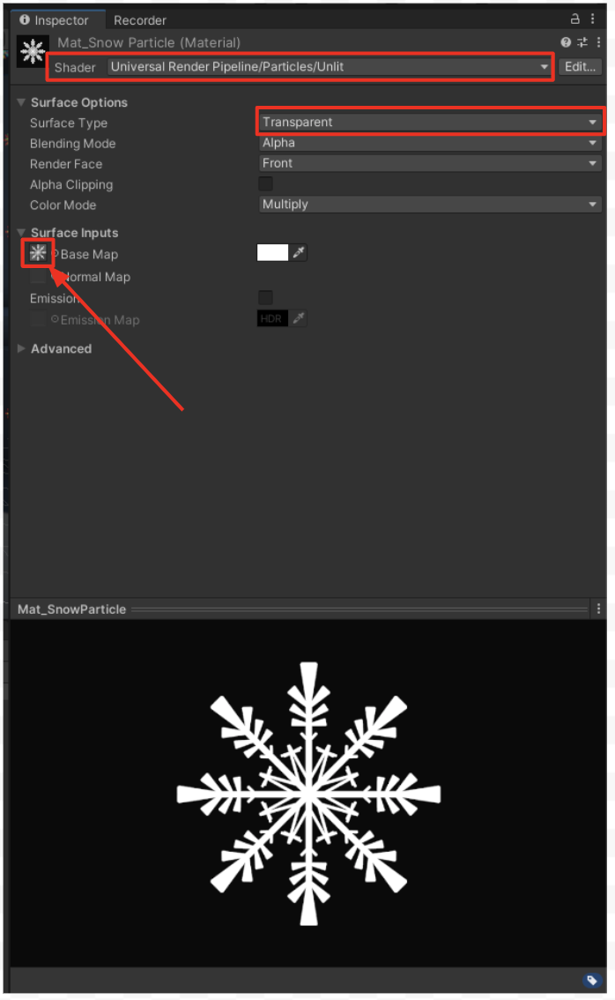 Inspector Recorder
Mat_Snow Particle (Material)
Shader Universal Render Pipeline/Particles/Unlit Edit...
Surface Options
Surface Type Transparent
Blending Mode Alpha
Render Face Front
Alpha Clipping
Color Mode Multiply
Surface Inputs
Base Map
Normal Map
Emission
Emission Map HDR
Advanced
Mat_SnowParticle